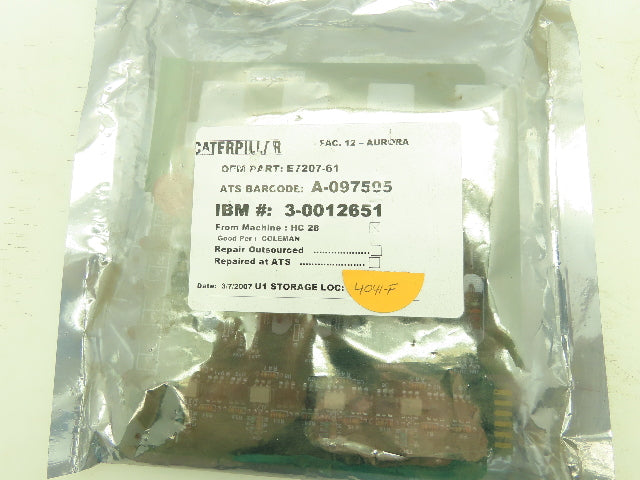 CATERPILLAR FAC. 12 – AURORA
OEM PART: E7207-61
ATS BARCODE: A-097595
IBM #: 3-0012651
From Machine : HC 28
Good Per : COLEMAN
Repair Outsourced
Repaired at ATS
Date: 3/7/2007 U1 STORAGE LOC: 4041-F